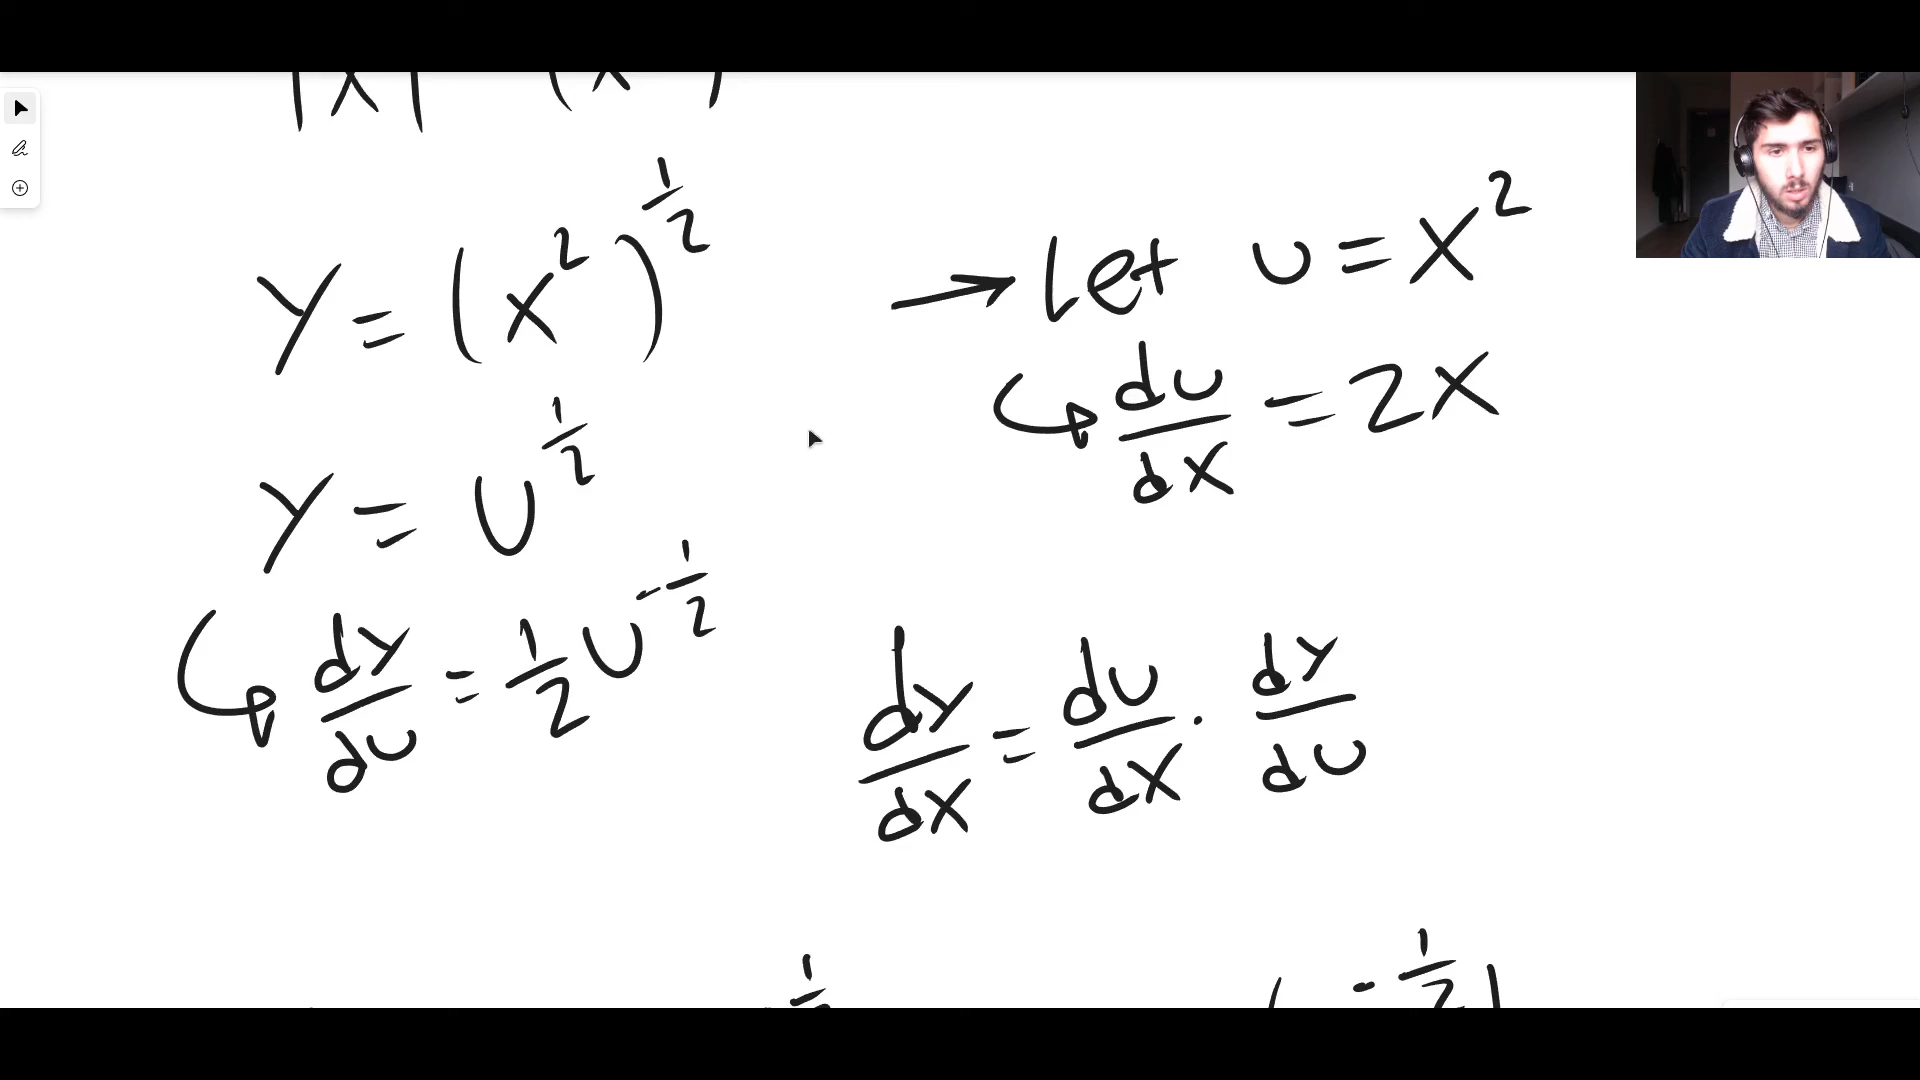 |x| (x )
y = (x²)^½
→ Let u = x²
↳ du/dx = 2x
y = u^½
↳ dy/du = ½ u^-½
dy/dx = du/dx · dy/du